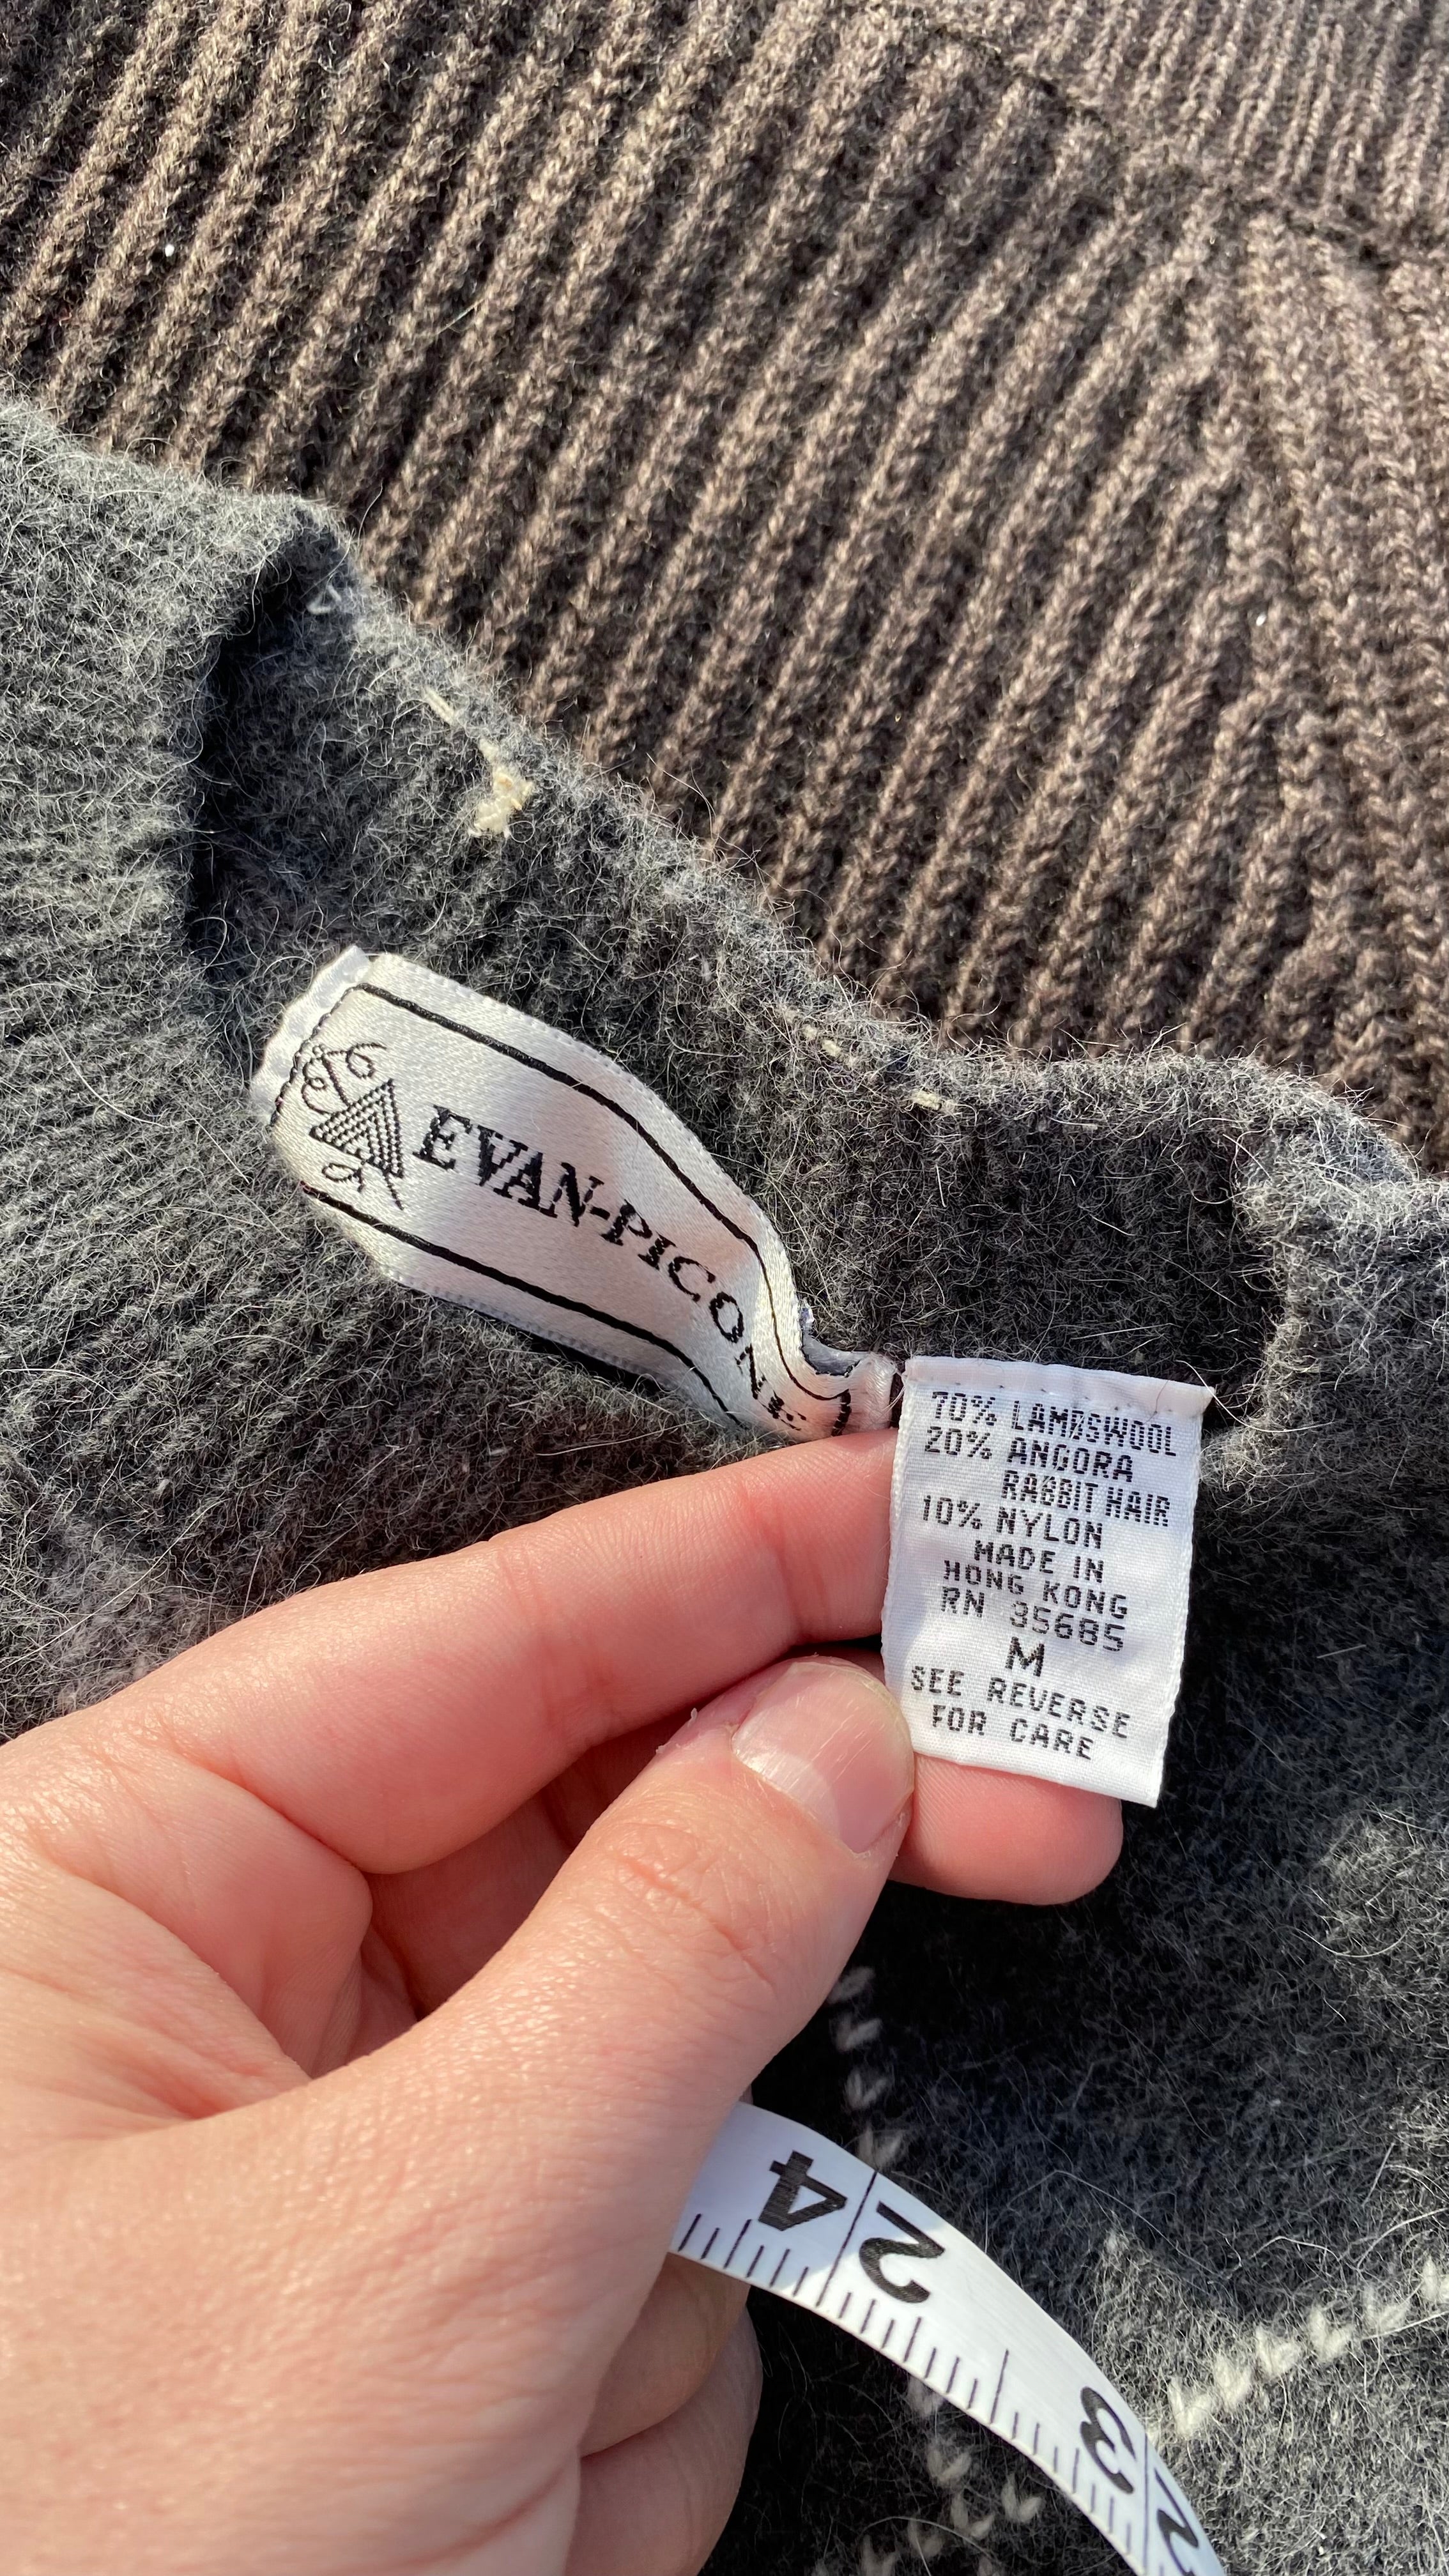 EVAN-PICONE
70% LAMBSWOOL
20% ANGORA
RABBIT HAIR
10% NYLON
MADE IN
HONG KONG
RN 35685
M
SEE REVERSE
FOR CARE
24
23